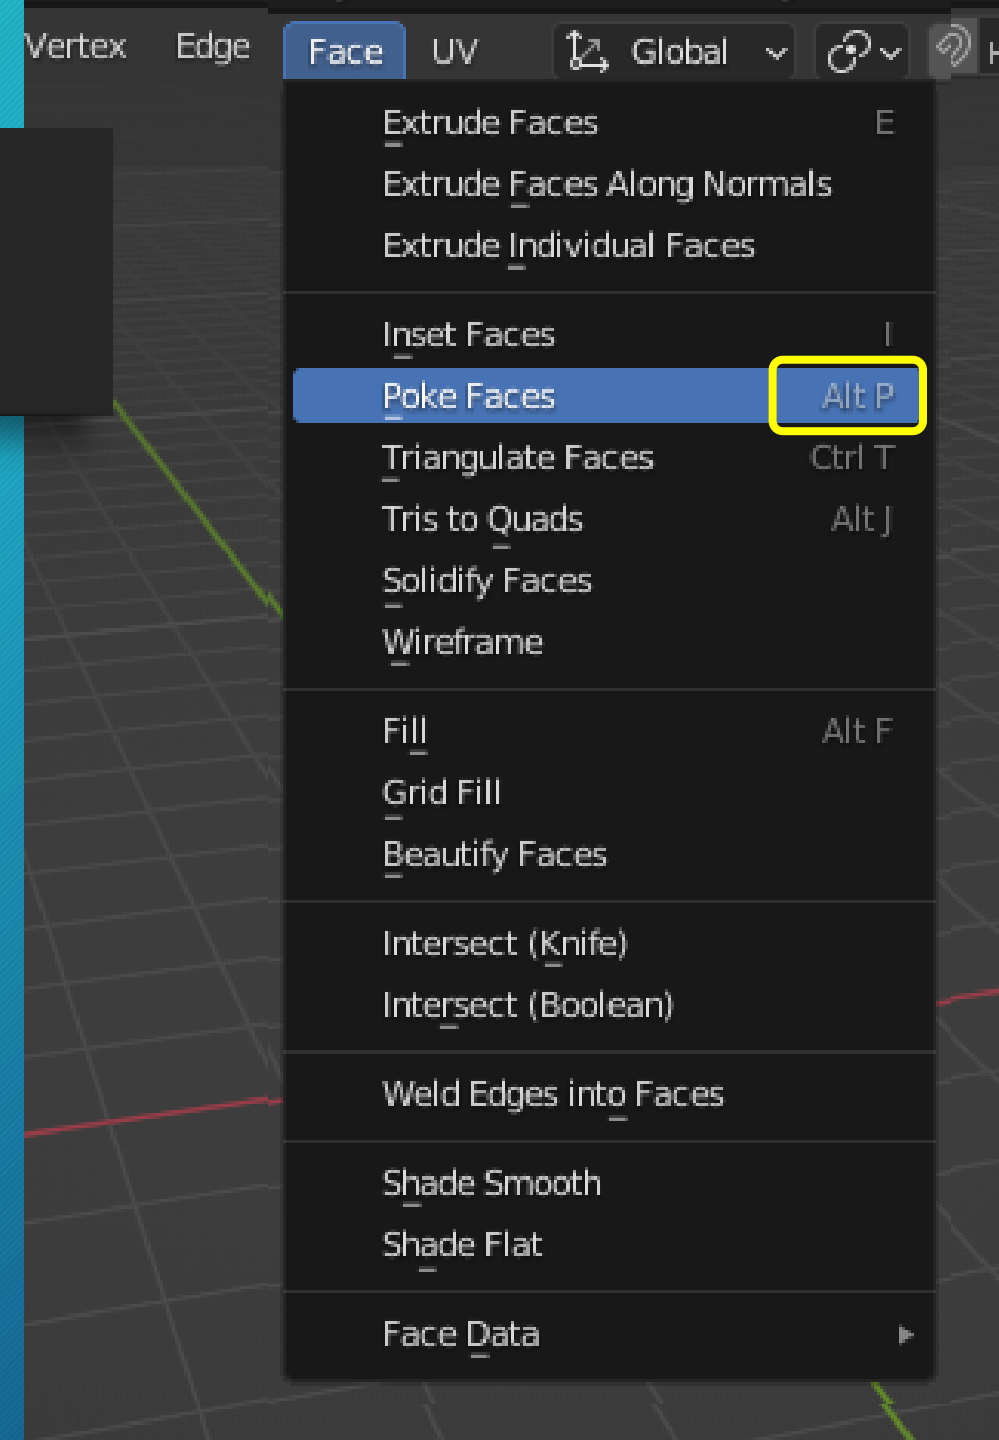 Vertex Edge Face UV Global
Extrude Faces E
Extrude Faces Along Normals
Extrude Individual Faces
Inset Faces I
Poke Faces Alt P
Triangulate Faces Ctrl T
Tris to Quads Alt J
Solidify Faces
Wireframe
Fill Alt F
Grid Fill
Beautify Faces
Intersect (Knife)
Intersect (Boolean)
Weld Edges into Faces
Shade Smooth
Shade Flat
Face Data